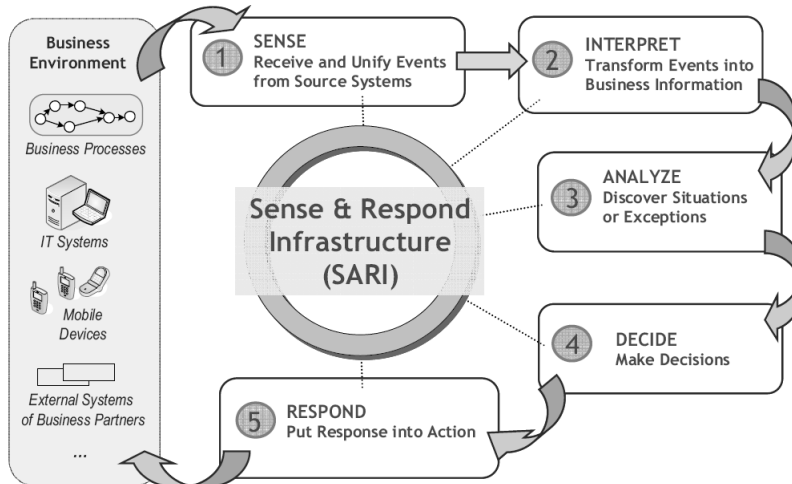 Business
Environment
Business Processes
IT Systems
Mobile
Devices
External Systems
of Business Partners
...
1
SENSE
Receive and Unify Events
from Source Systems
2
INTERPRET
Transform Events into
Business Information
3
ANALYZE
Discover Situations
or Exceptions
4
DECIDE
Make Decisions
5
RESPOND
Put Response into Action
Sense & Respond
Infrastructure
(SARI)